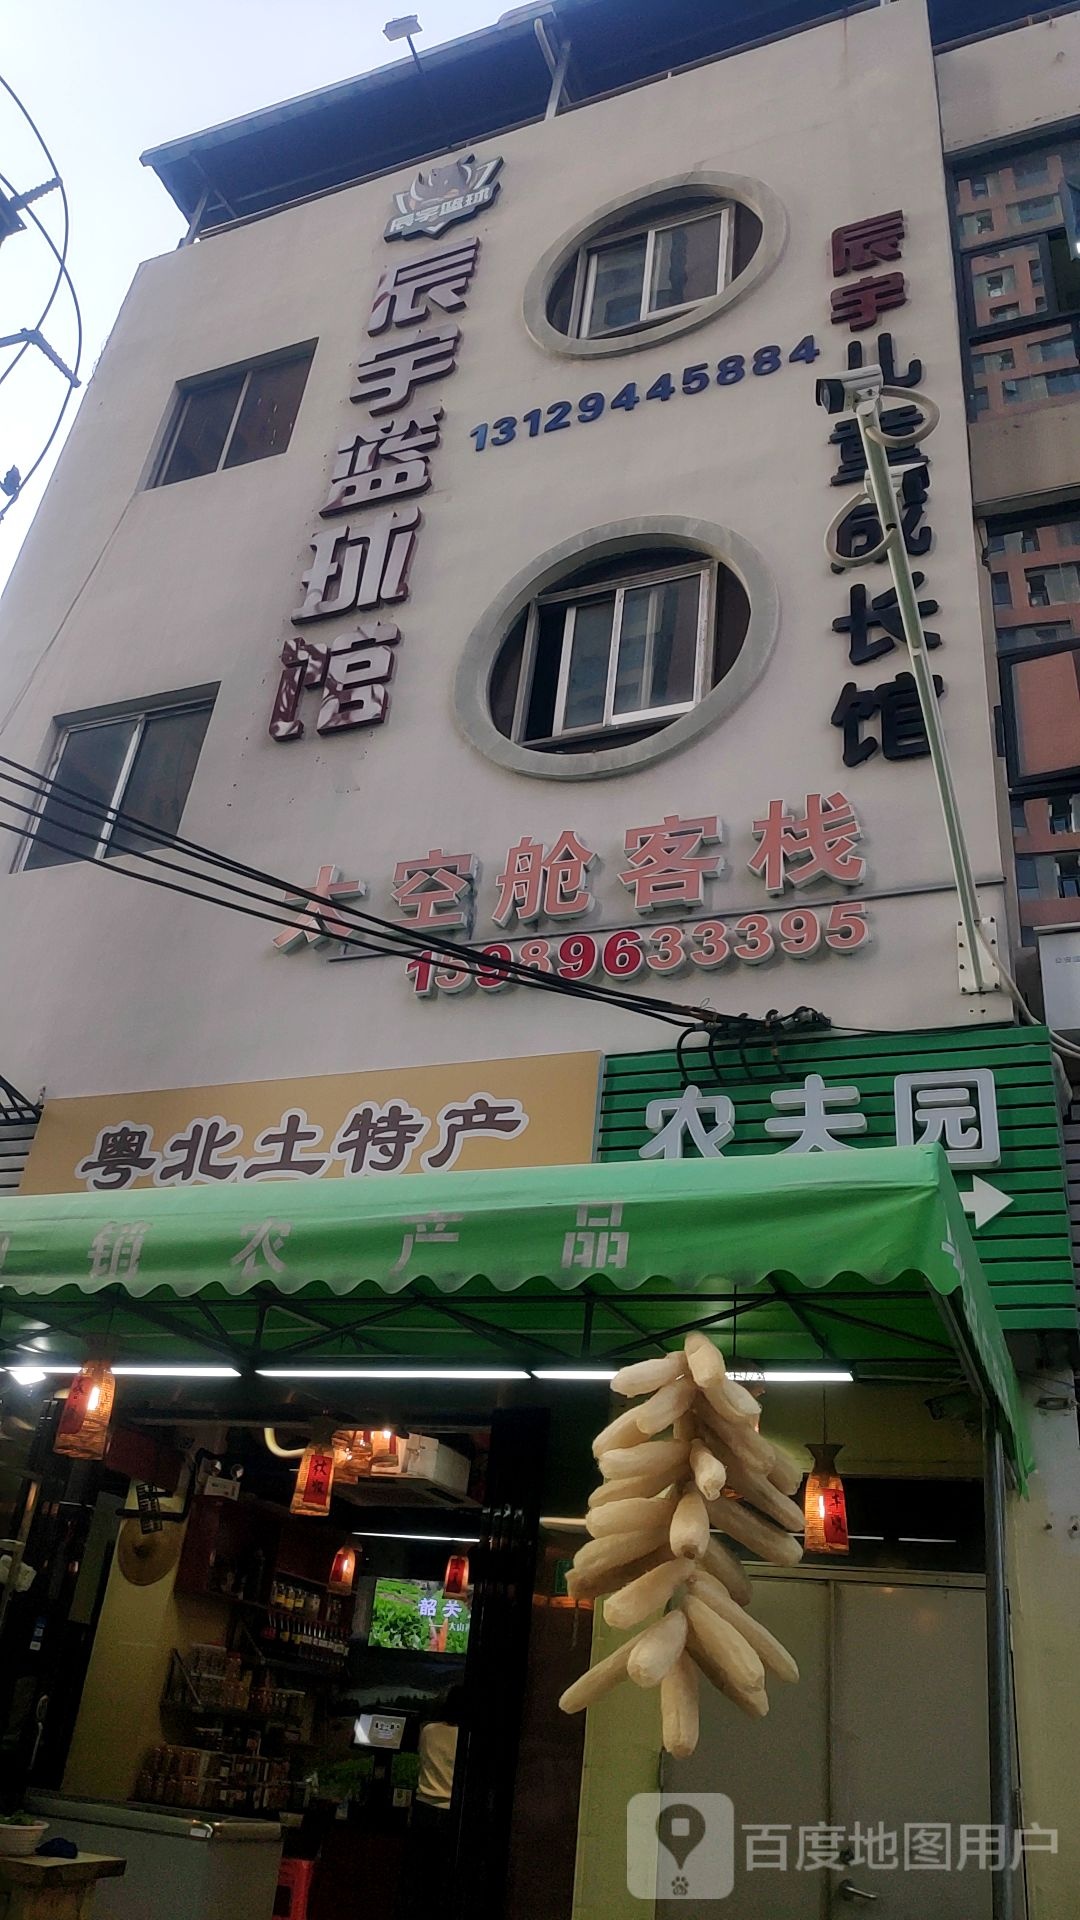 辰宇篮球
辰宇篮球馆
13129445884
辰宇儿童成长馆
太空舱客栈
15989633395
粤北土特产
农夫园
销农产品
韶关
百度地图用户